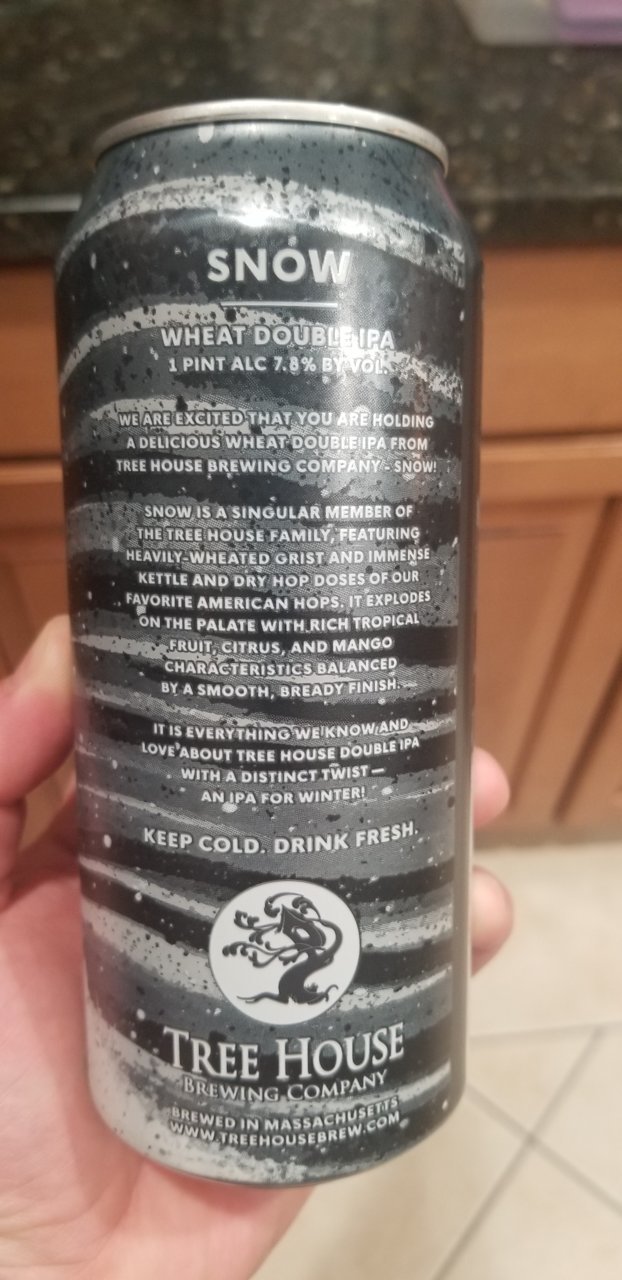 SNOW
WHEAT DOUBLE IPA
1 PINT ALC 7.8% BY VOL.
WE ARE EXCITED THAT YOU ARE HOLDING
A DELICIOUS WHEAT DOUBLE IPA FROM
TREE HOUSE BREWING COMPANY - SNOW!
SNOW IS A SINGULAR MEMBER OF
THE TREE HOUSE FAMILY, FEATURING
HEAVILY-WHEATED GRIST AND IMMENSE
KETTLE AND DRY HOP DOSES OF OUR
FAVORITE AMERICAN HOPS. IT EXPLODES
ON THE PALATE WITH RICH TROPICAL
FRUIT, CITRUS, AND MANGO
CHARACTERISTICS BALANCED
BY A SMOOTH, BREADY FINISH.
IT IS EVERYTHING WE KNOW AND
LOVE ABOUT TREE HOUSE DOUBLE IPA
WITH A DISTINCT TWIST —
AN IPA FOR WINTER!
KEEP COLD. DRINK FRESH.
TREE HOUSE
BREWING COMPANY
BREWED IN MASSACHUSETTS
WWW.TREEHOUSEBREW.COM